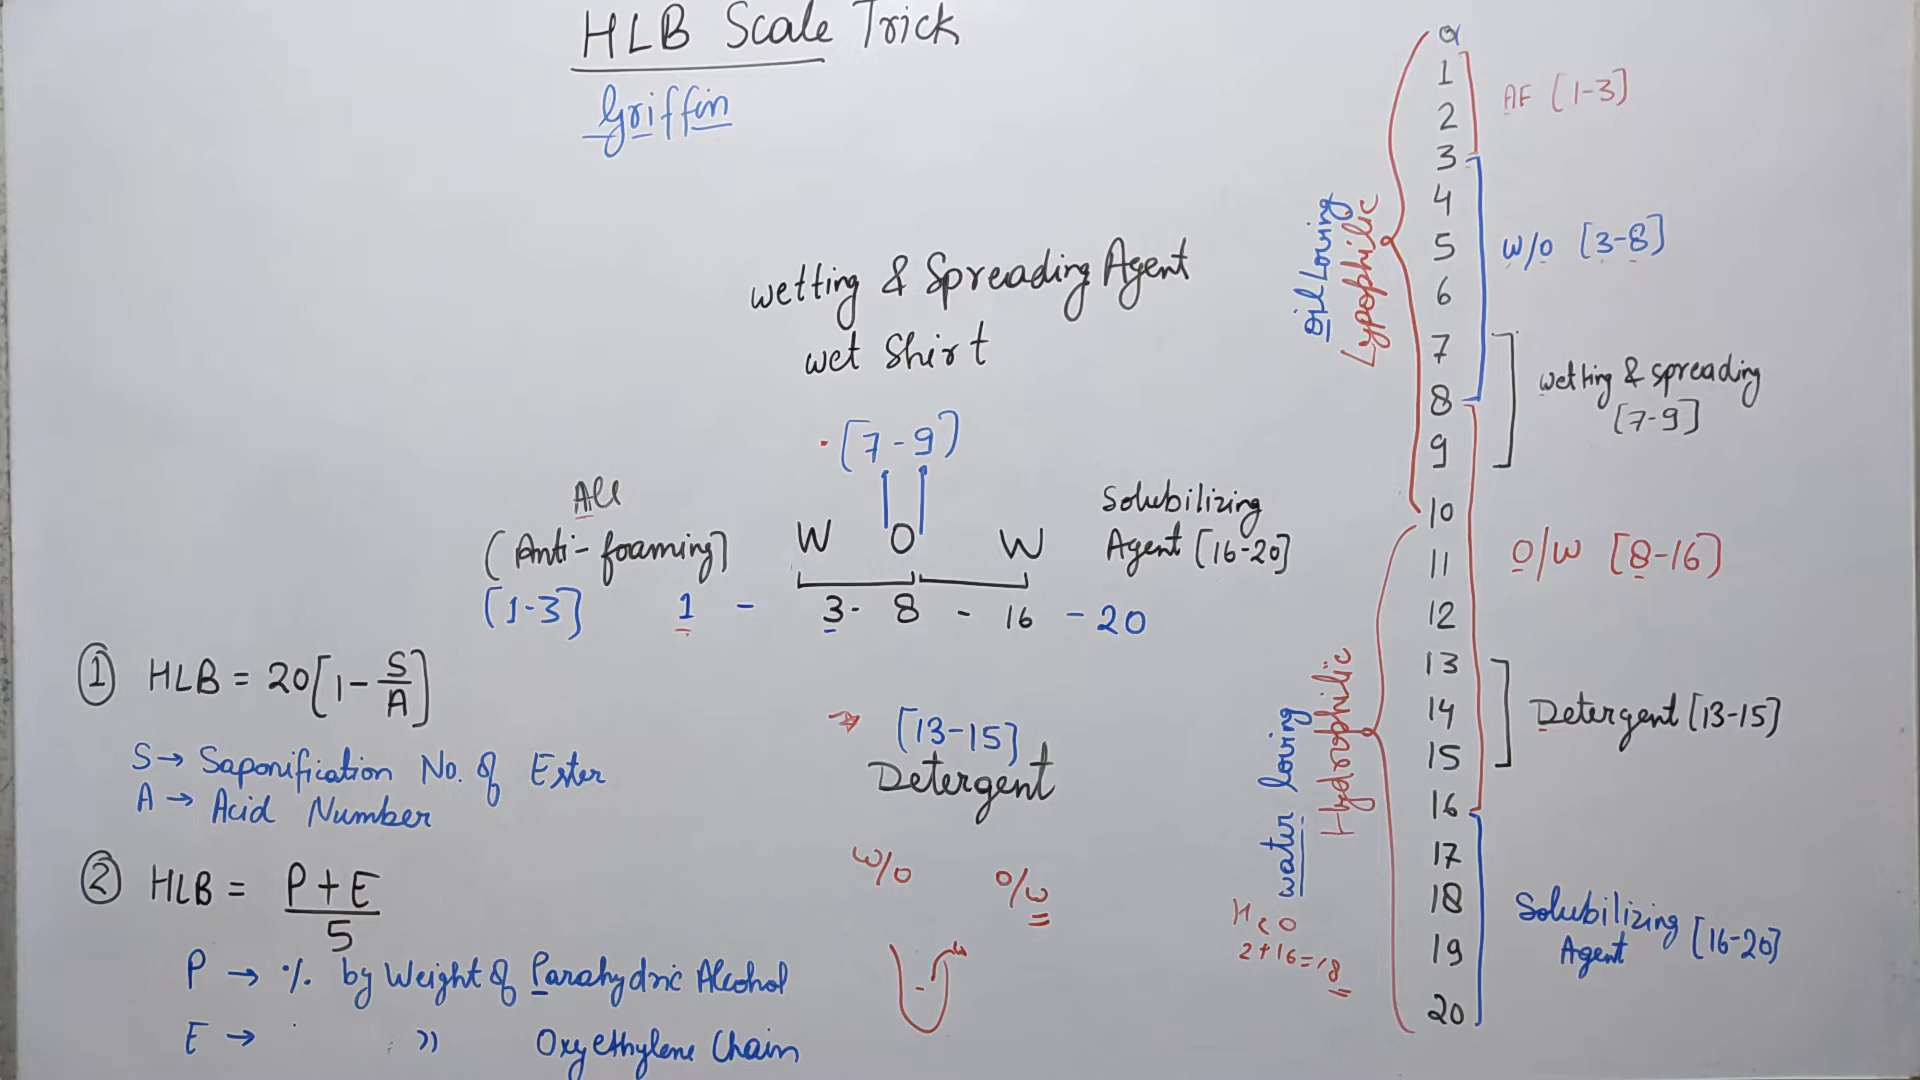 HLB Scale Trick
Griffin
wetting & Spreading Agent
wet Shirt
[7-9]
All
(Anti-foaming)
[1-3]
W O W
1 - 3 - 8 - 16 - 20
Solubilizing
Agent [16-20]
① HLB = 20[1-S/A]
S → Saponification No. of Ester
A → Acid Number
② HLB = P+E/5
P → % by Weight of Parahydric Alcohol
E → " Oxyethylene Chain
[13-15]
Detergent
W/O O/W
Oil Loving
Lypophilic
water loving
Hydrophilic
2+16=18
1
2
3
4
5
6
7
8
9
10
11
12
13
14
15
16
17
18
19
20
AF [1-3]
W/O [3-8]
wetting & spreading
[7-9]
O/W [8-16]
Detergent [13-15]
Solubilizing
Agent [16-20]